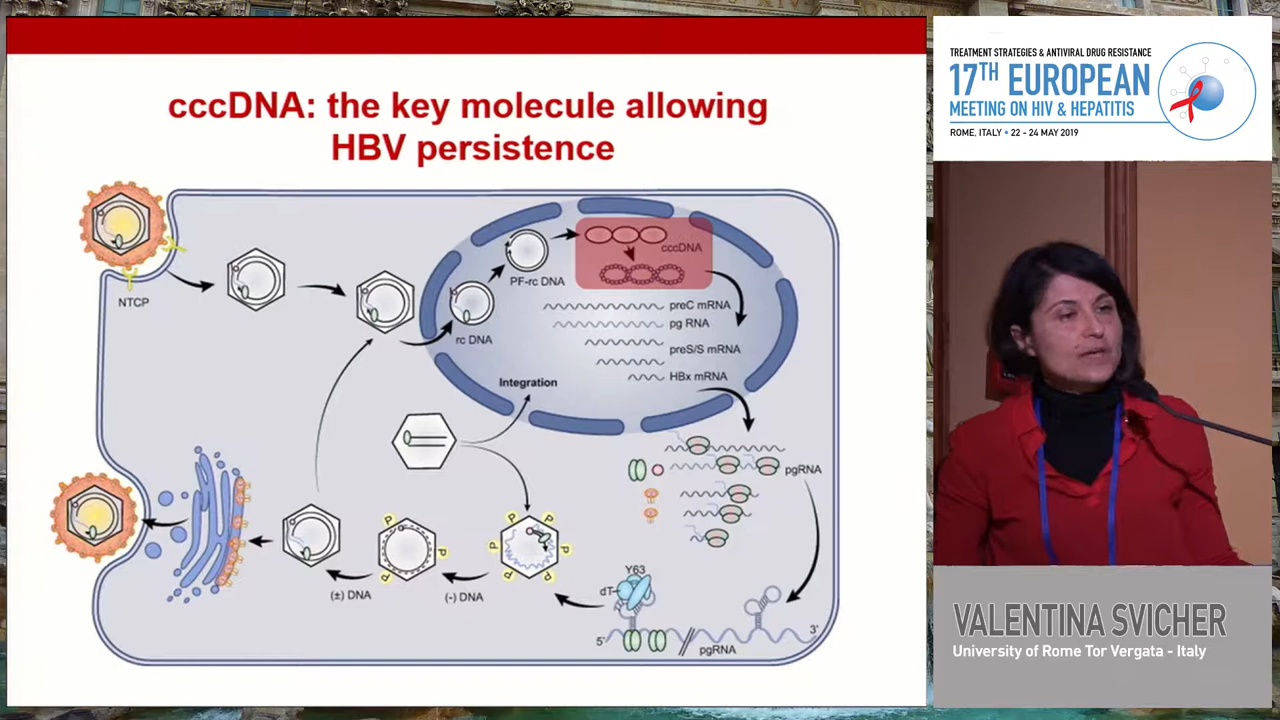 cccDNA: the key molecule allowing
HBV persistence
NTCP
PF-rc DNA
rc DNA
cccDNA
preC mRNA
pg RNA
preS/S mRNA
HBx mRNA
Integration
pgRNA
P
P
P
P
P
P
P
P
P
(±) DNA
(-) DNA
Y63
dT
5'
pgRNA
3'
TREATMENT STRATEGIES & ANTIVIRAL DRUG RESISTANCE
17TH EUROPEAN
MEETING ON HIV & HEPATITIS
ROME, ITALY • 22 - 24 MAY 2019
VALENTINA SVICHER
University of Rome Tor Vergata - Italy